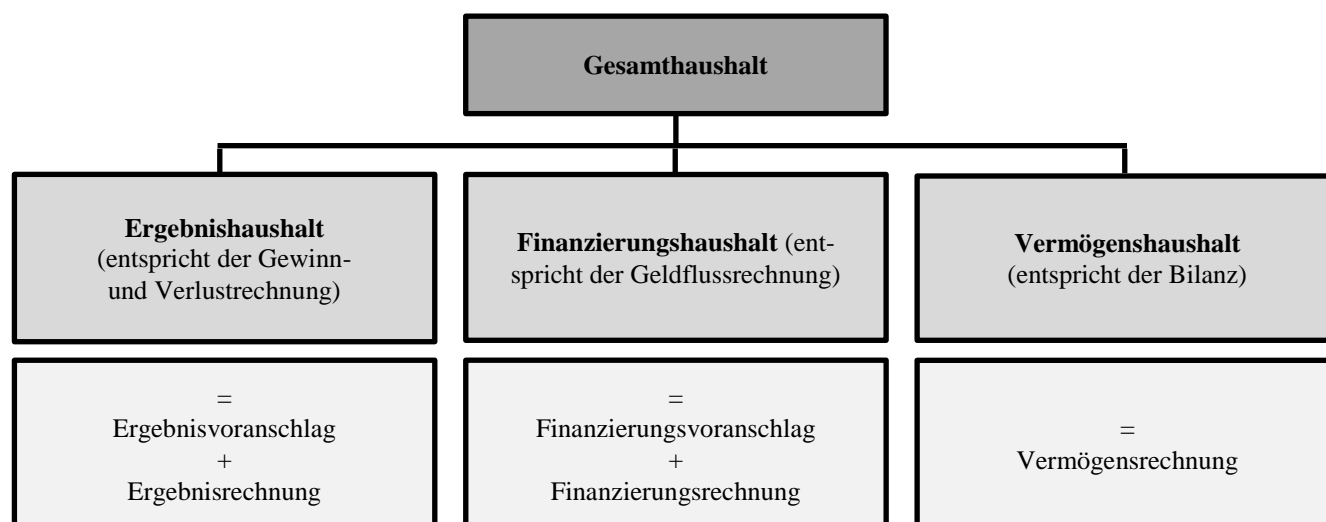 Gesamthaushalt
Ergebnishaushalt
(entspricht der Gewinn-
und Verlustrechnung)
Finanzierungshaushalt (ent-
spricht der Geldflussrechnung)
Vermögenshaushalt
(entspricht der Bilanz)
=
Ergebnisvoranschlag
+
Ergebnisrechnung
=
Finanzierungsvoranschlag
+
Finanzierungsrechnung
=
Vermögensrechnung